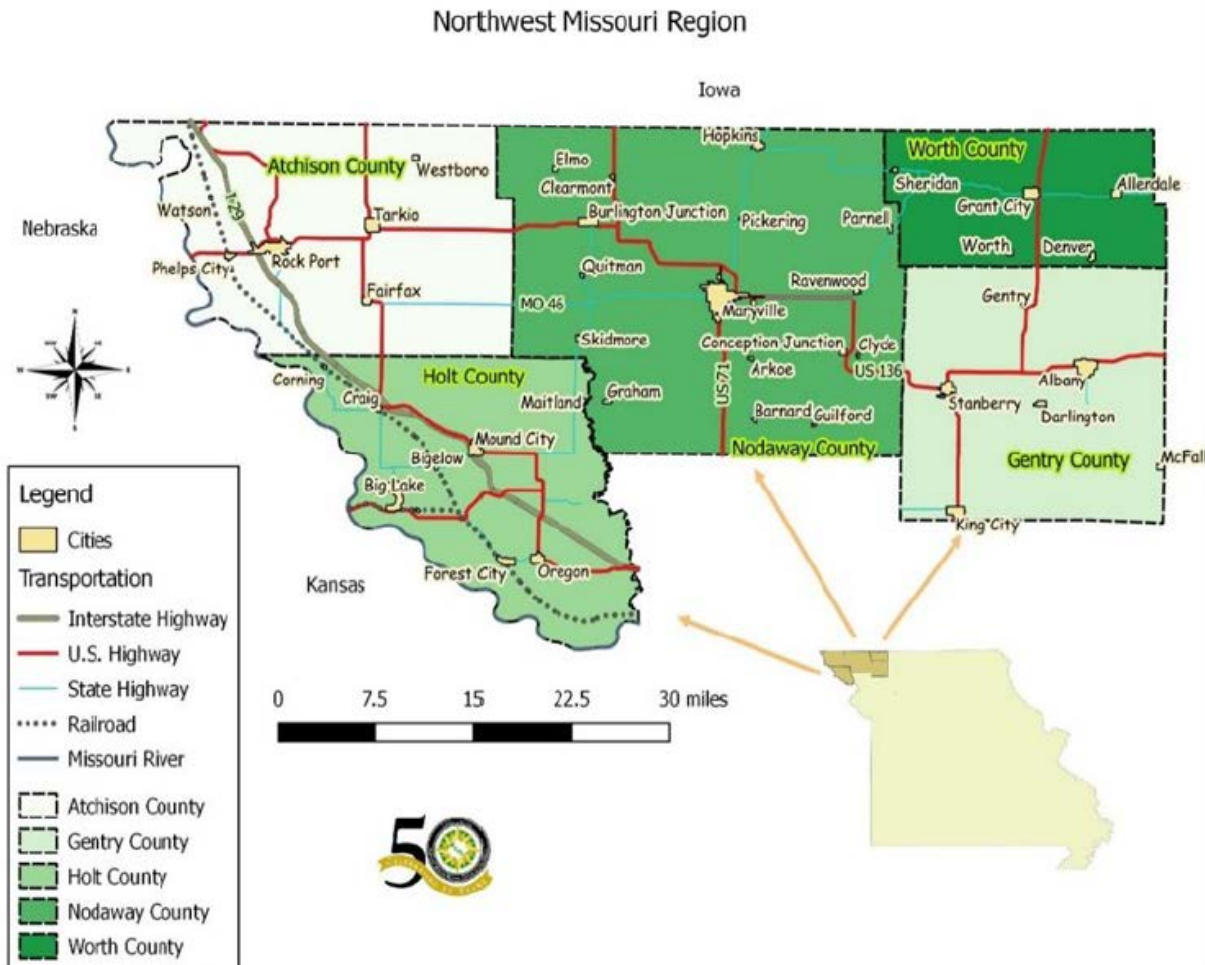 Northwest Missouri Region
Iowa
Nebraska
Kansas
Atchison County
Westboro
Watson
I-29
Tarkio
Phelps City
Rock Port
Fairfax
MO 46
Corning
Hopkins
Elmo
Clearmont
Burlington Junction
Pickering
Parnell
Quitman
Ravenwood
Maryville
Skidmore
Conception Junction
Clyde
Arkoe
US 136
US 71
Graham
Barnard
Guilford
Nodaway County
Worth County
Sheridan
Grant City
Allerdale
Worth
Denver
Gentry
Albany
Stanberry
Darlington
Gentry County
McFall
King City
Holt County
Craig
Maitland
Mound City
Bigelow
Big Lake
Forest City
Oregon
Legend
Cities
Transportation
Interstate Highway
U.S. Highway
State Highway
Railroad
Missouri River
Atchison County
Gentry County
Holt County
Nodaway County
Worth County
0 7.5 15 22.5 30 miles
N
W
E
S
50